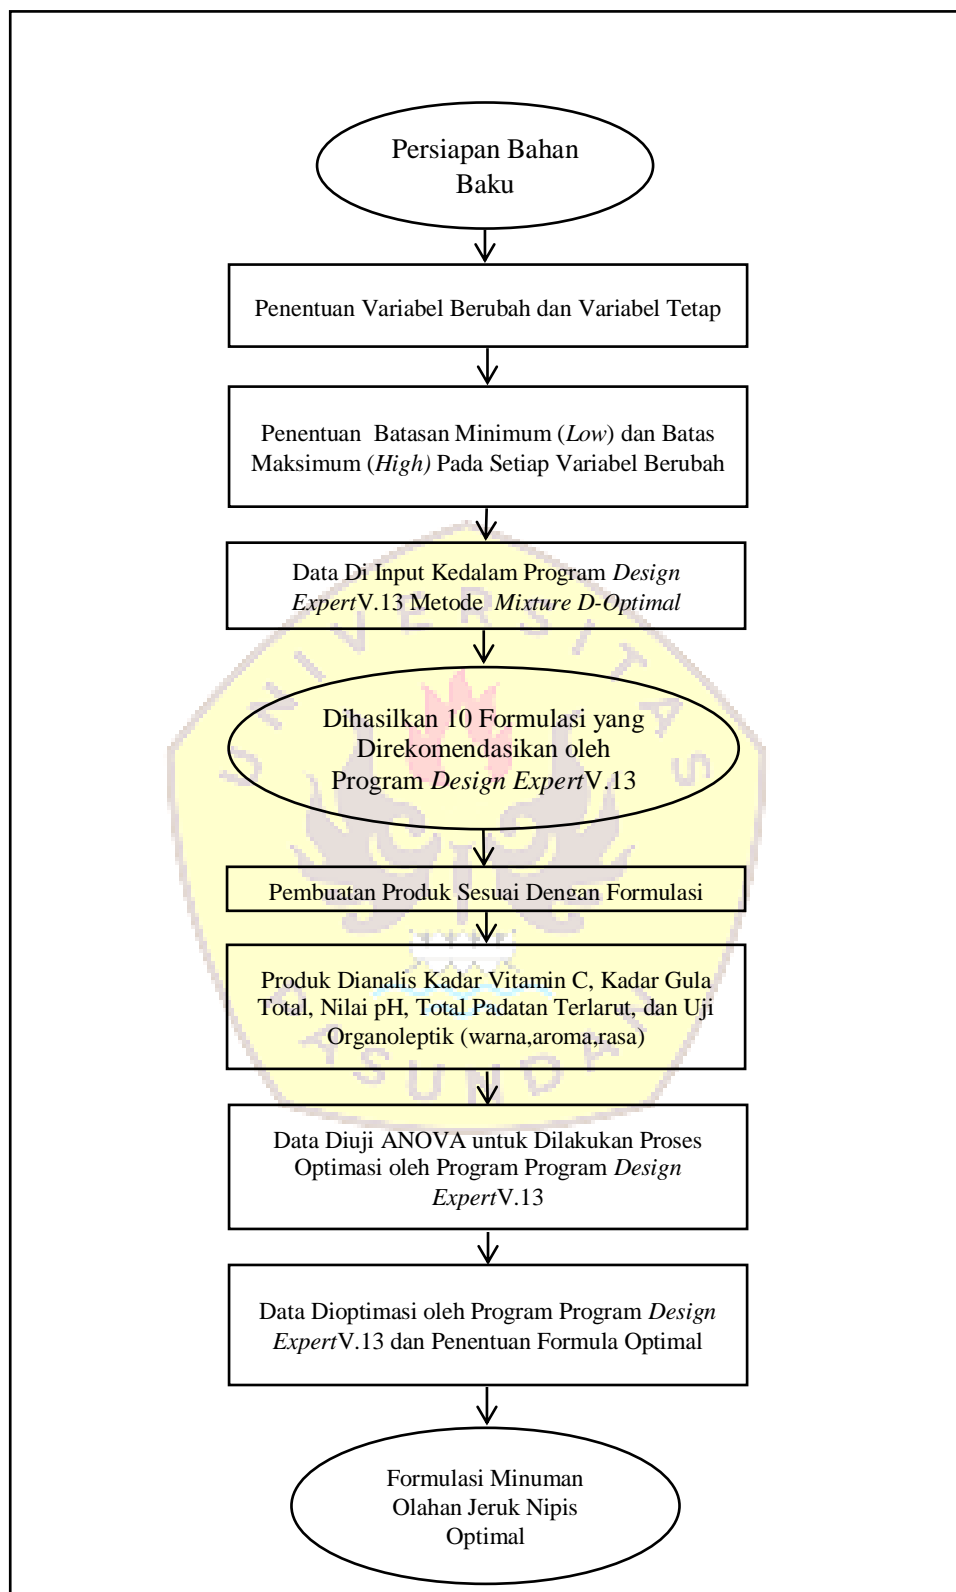 Persiapan Bahan
Baku
Penentuan Variabel Berubah dan Variabel Tetap
Penentuan Batasan Minimum (Low) dan Batas
Maksimum (High) Pada Setiap Variabel Berubah
Data Di Input Kedalam Program Design
ExpertV.13 Metode Mixture D-Optimal
Dihasilkan 10 Formulasi yang
Direkomendasikan oleh
Program Design ExpertV.13
Pembuatan Produk Sesuai Dengan Formulasi
Produk Dianalis Kadar Vitamin C, Kadar Gula
Total, Nilai pH, Total Padatan Terlarut, dan Uji
Organoleptik (warna,aroma,rasa)
Data Diuji ANOVA untuk Dilakukan Proses
Optimasi oleh Program Program Design
ExpertV.13
Data Dioptimasi oleh Program Program Design
ExpertV.13 dan Penentuan Formula Optimal
Formulasi Minuman
Olahan Jeruk Nipis
Optimal
UNIVERSITAS
PASUNDAN